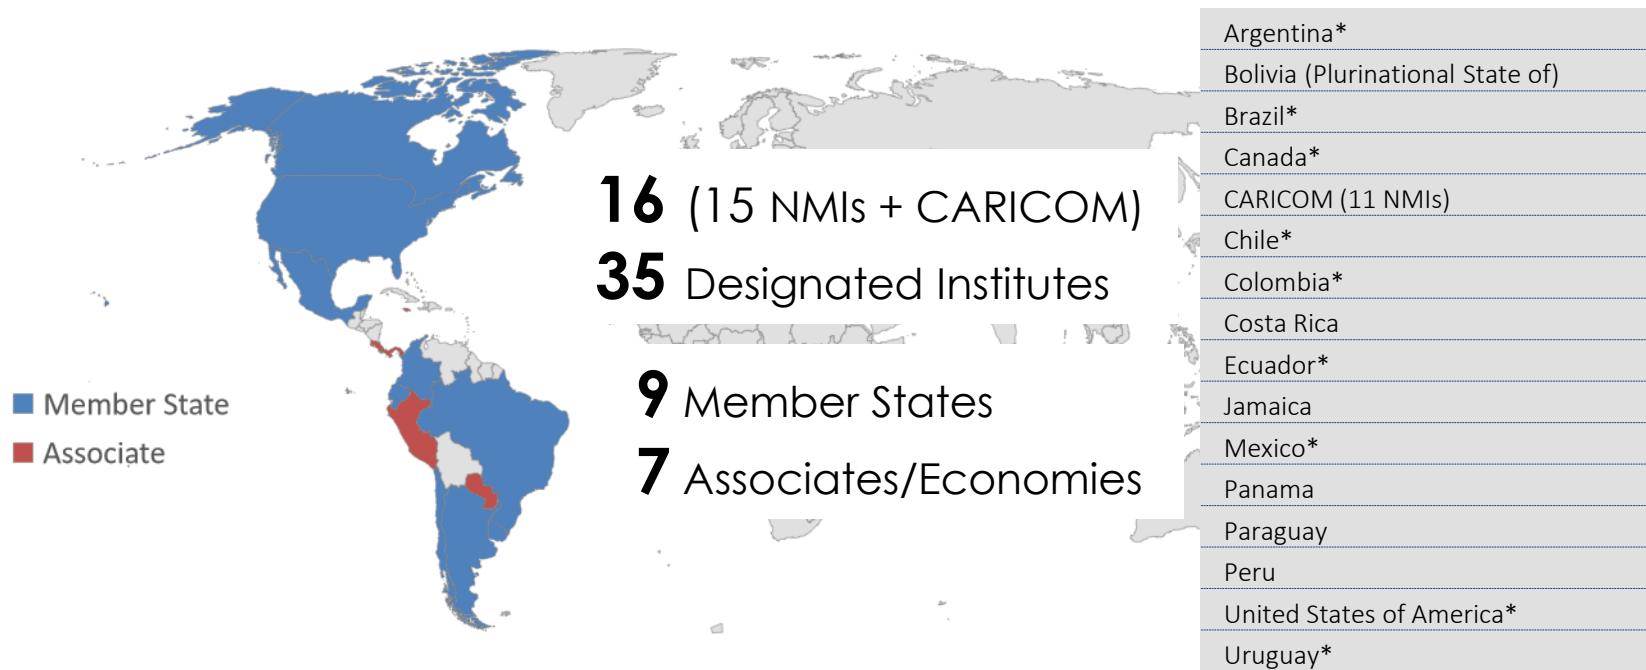 Member State
Associate
16 (15 NMIs + CARICOM)
35 Designated Institutes
9 Member States
7 Associates/Economies
Argentina*
Bolivia (Plurinational State of)
Brazil*
Canada*
CARICOM (11 NMIs)
Chile*
Colombia*
Costa Rica
Ecuador*
Jamaica
Mexico*
Panama
Paraguay
Peru
United States of America*
Uruguay*